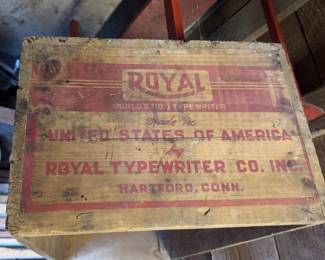 ROYAL
WORLD'S NO.1 TYPEWRITER
Made In
UNITED STATES OF AMERICA
by
ROYAL TYPEWRITER CO. INC.
HARTFORD, CONN.